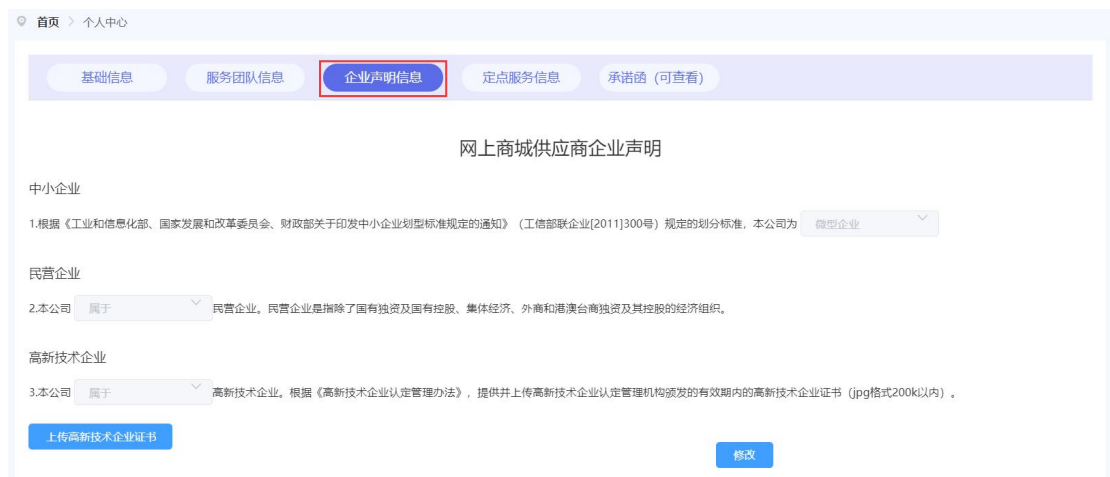 首页 > 个人中心
基础信息 服务团队信息 企业声明信息 定点服务信息 承诺函（可查看）
网上商城供应商企业声明
中小企业
1.根据《工业和信息化部、国家发展和改革委员会、财政部关于印发中小企业划型标准规定的通知》（工信部联企业[2011]300号）规定的划分标准，本公司为 微型企业
民营企业
2.本公司 属于 民营企业。民营企业是指除了国有独资及国有控股、集体经济、外商和港澳台商独资及其控股的经济组织。
高新技术企业
3.本公司 属于 高新技术企业。根据《高新技术企业认定管理办法》，提供并上传高新技术企业认定管理机构颁发的有效期内的高新技术企业证书（jpg格式200k以内）。
上传高新技术企业证书
修改